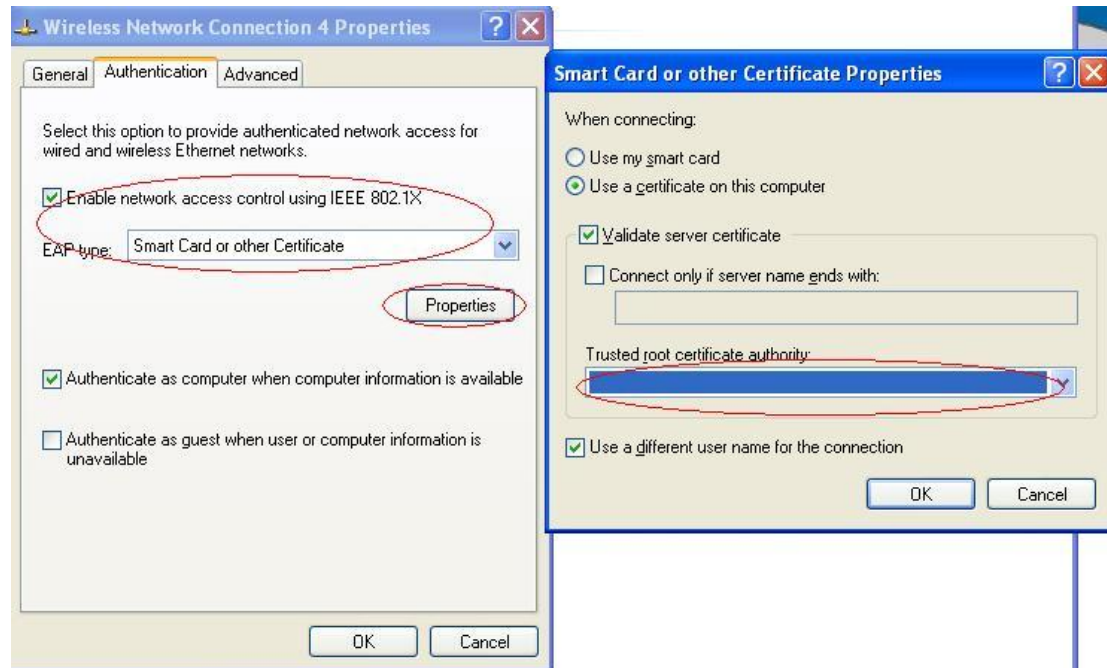 Wireless Network Connection 4 Properties
General Authentication Advanced
Select this option to provide authenticated network access for
wired and wireless Ethernet networks.
Enable network access control using IEEE 802.1X
EAP type: Smart Card or other Certificate
Properties
Authenticate as computer when computer information is available
Authenticate as guest when user or computer information is
unavailable
OK Cancel
Smart Card or other Certificate Properties
When connecting:
Use my smart card
Use a certificate on this computer
Validate server certificate
Connect only if server name ends with:
Trusted root certificate authority:
Use a different user name for the connection
OK Cancel